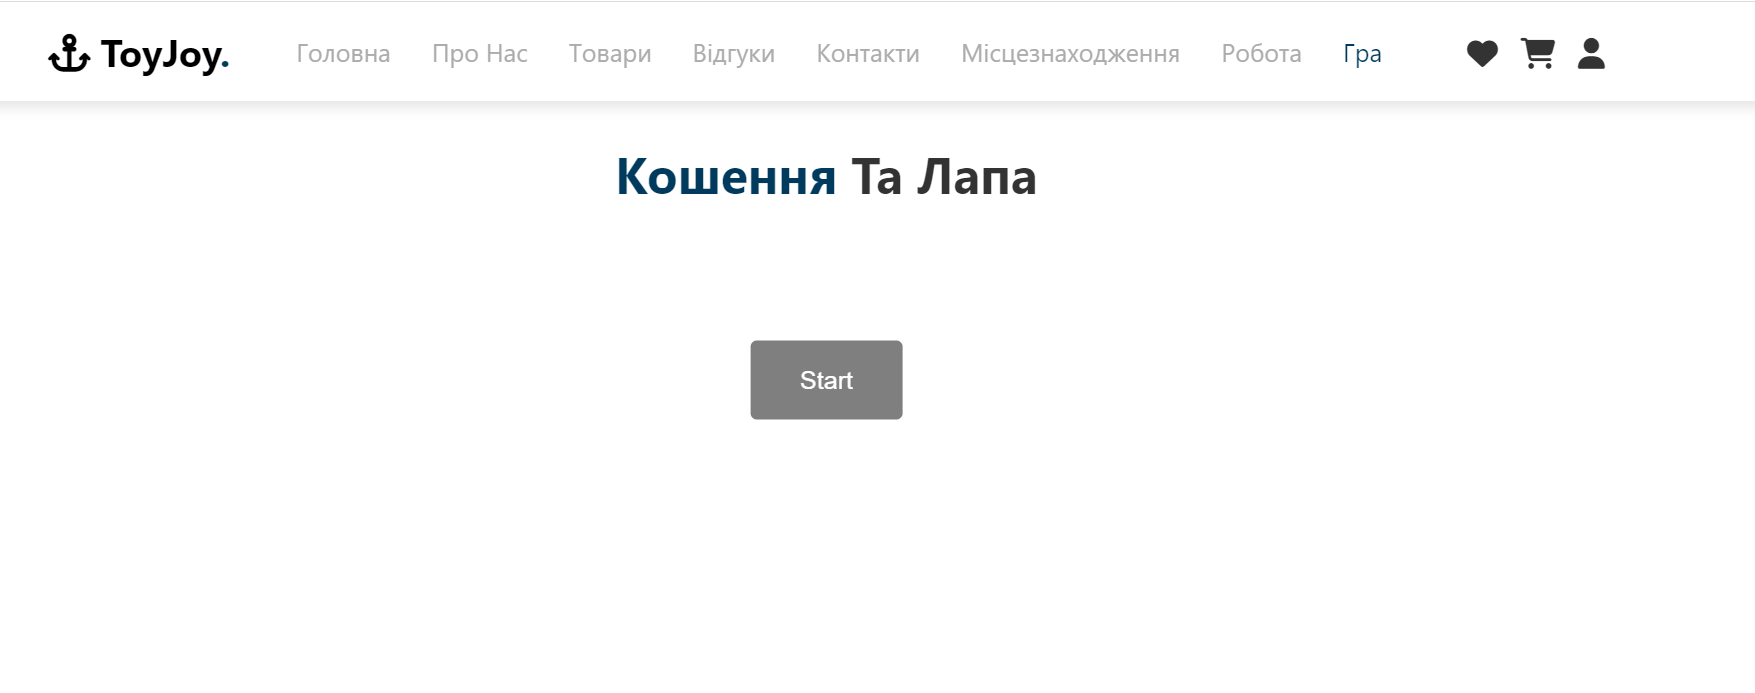 ToyJoy. Головна Про Нас Товари Відгуки Контакти Місцезнаходження Робота Гра
Кошення Та Лапа
Start